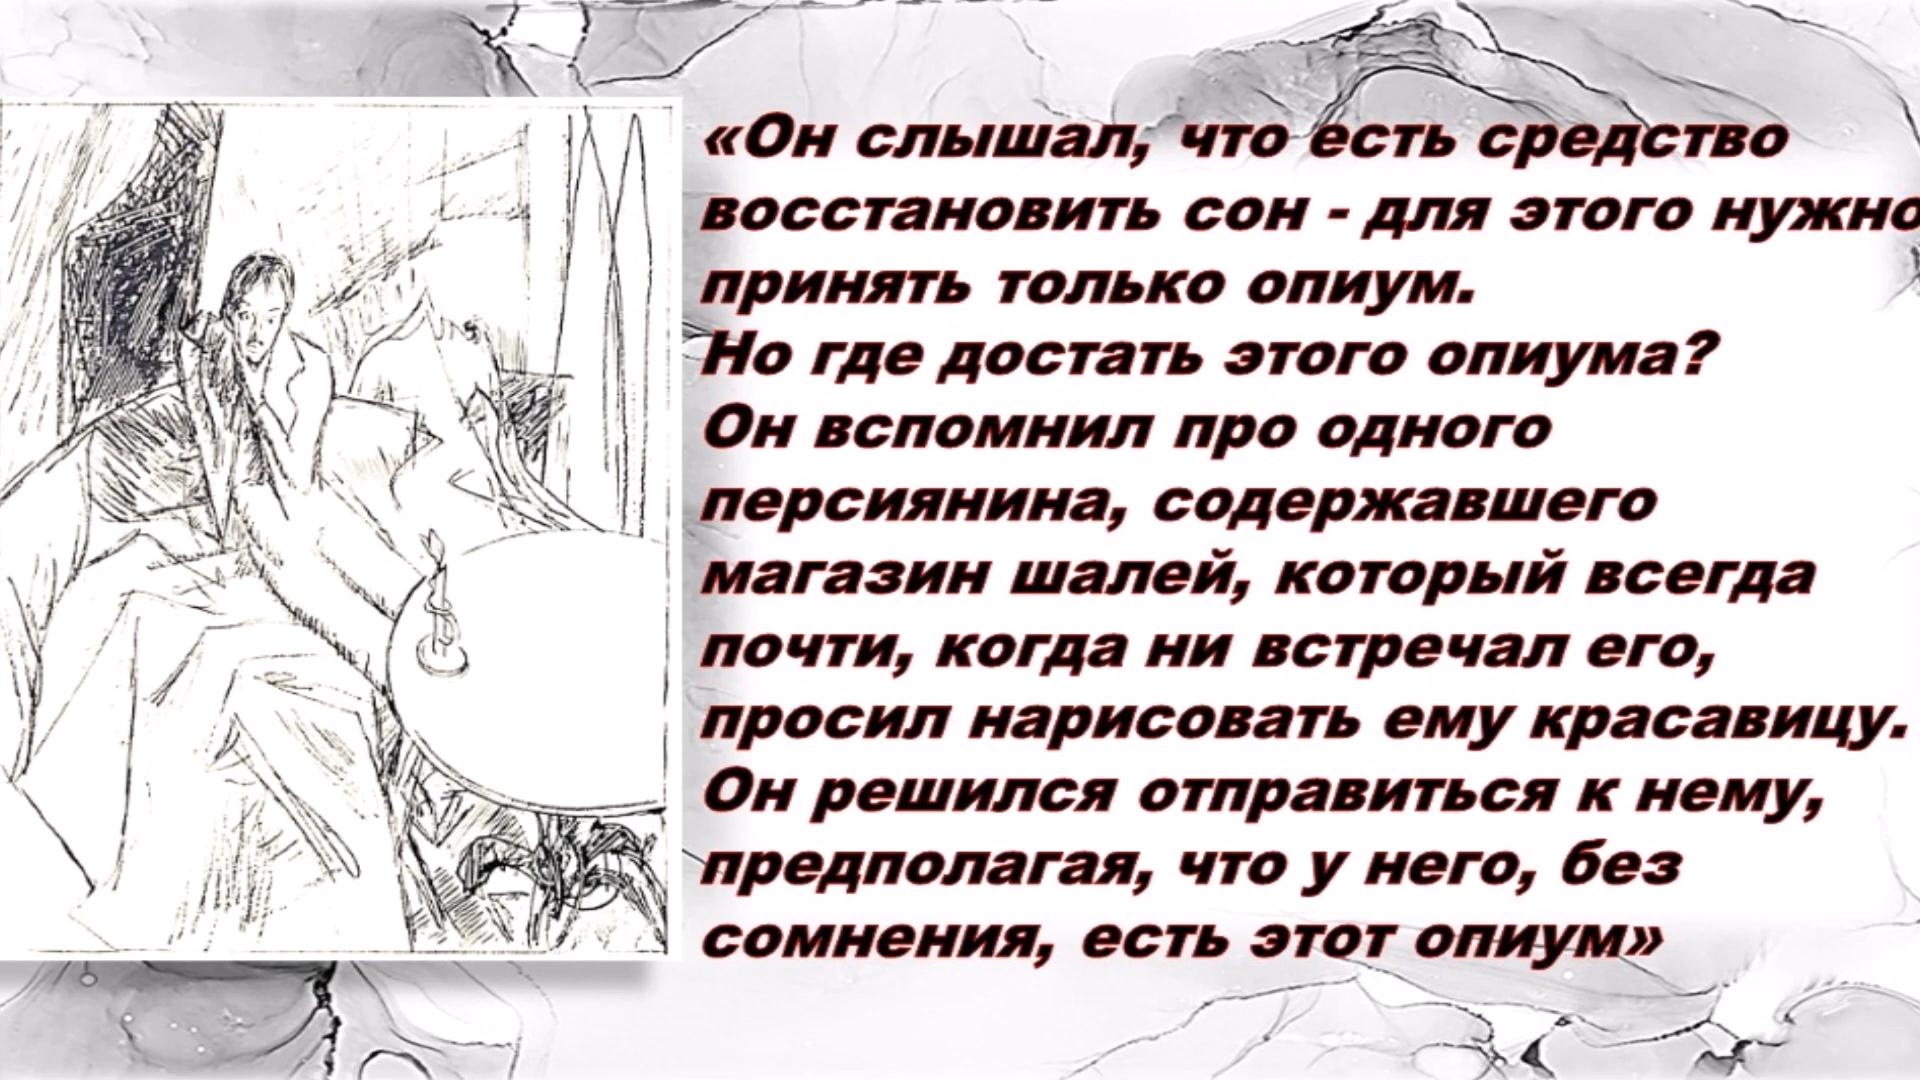 «Он слышал, что есть средство
восстановить сон - для этого нужно
принять только опиум.
Но где достать этого опиума?
Он вспомнил про одного
персиянина, содержавшего
магазин шалей, который всегда
почти, когда ни встречал его,
просил нарисовать ему красавицу.
Он решился отправиться к нему,
предполагая, что у него, без
сомнения, есть этот опиум»